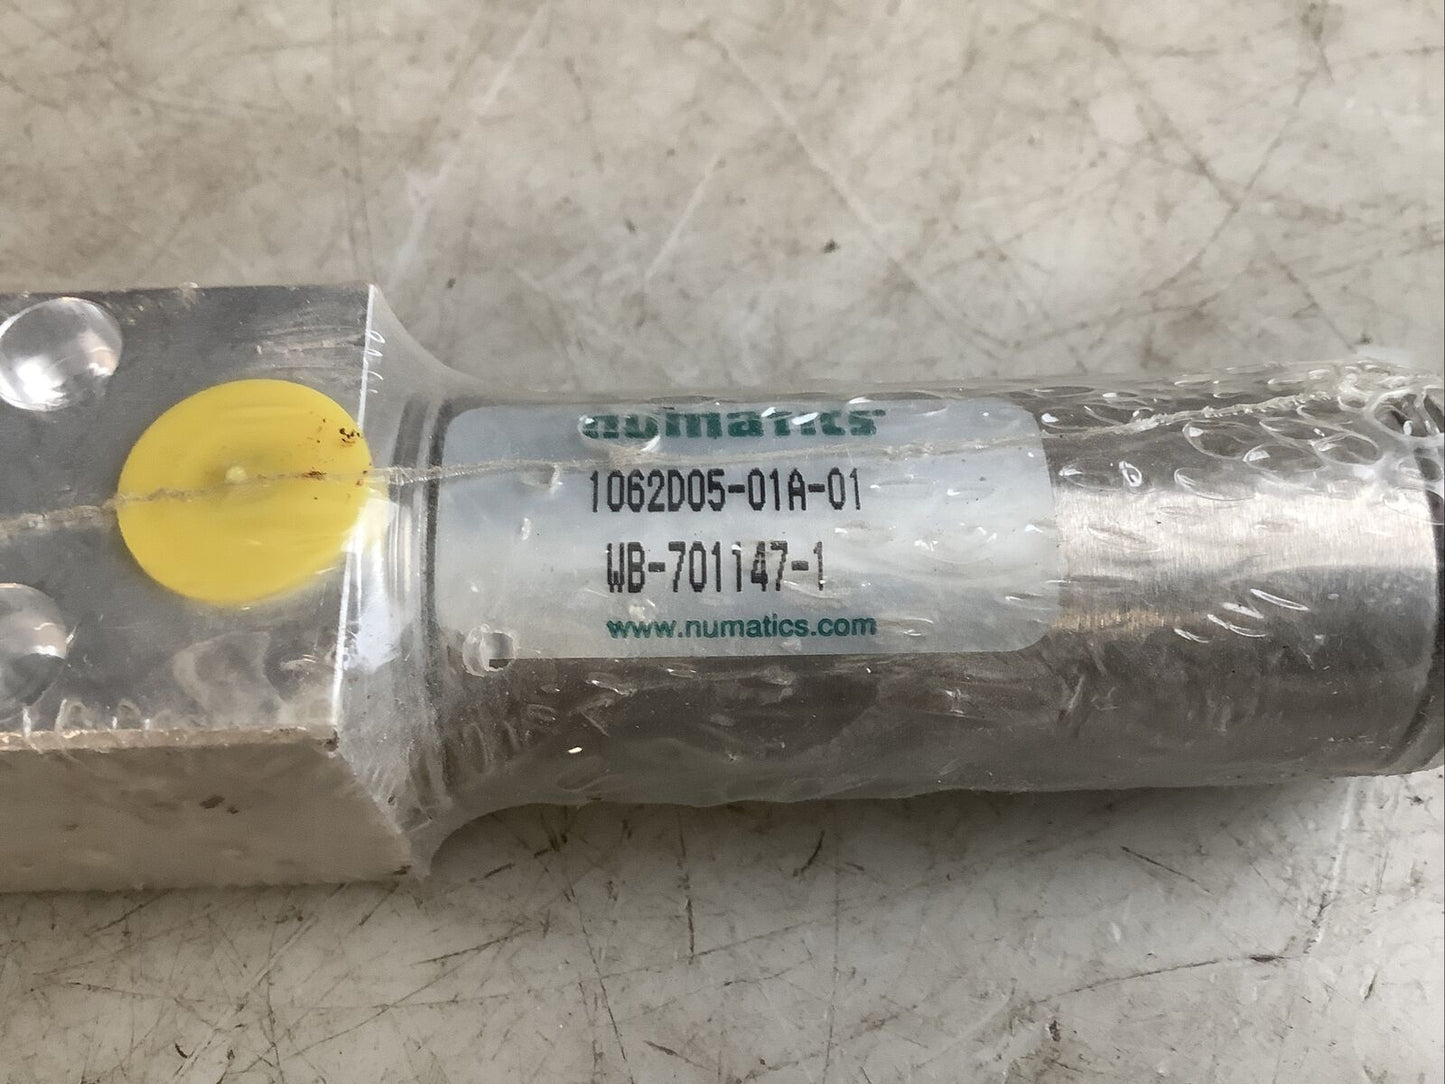 numatics
1062D05-01A-01
WB-701147-1
www.numatics.com